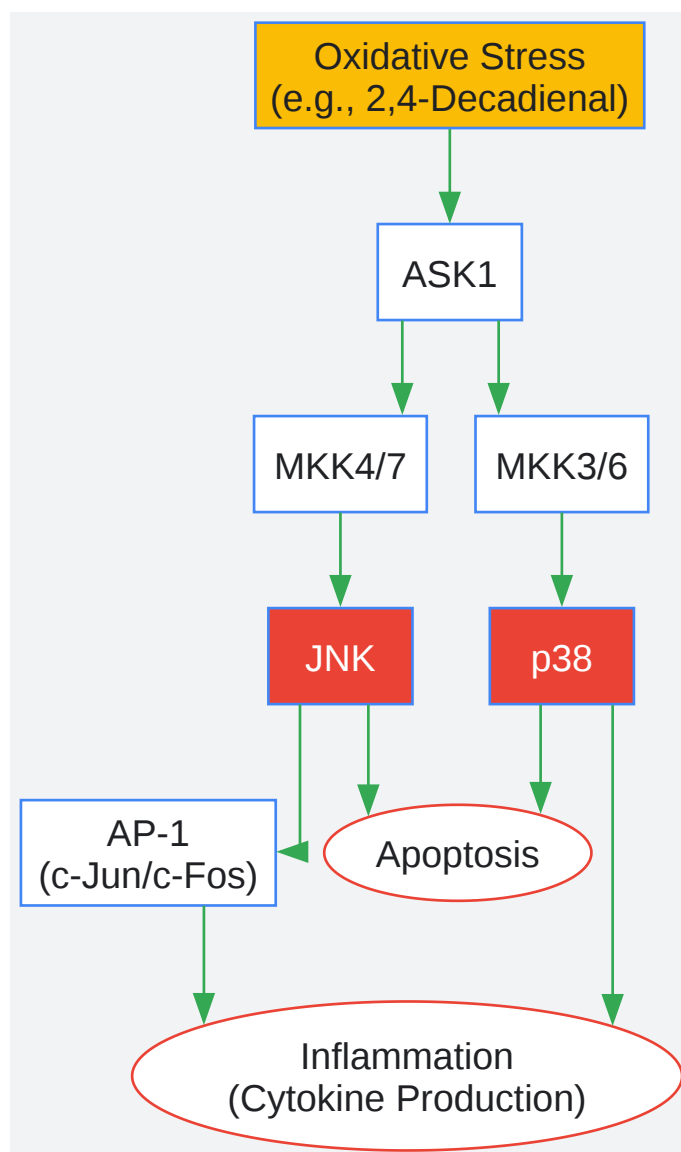 Oxidative Stress
(e.g., 2,4-Decadienal)
ASK1
MKK4/7
MKK3/6
JNK
p38
AP-1
(c-Jun/c-Fos)
Apoptosis
Inflammation
(Cytokine Production)